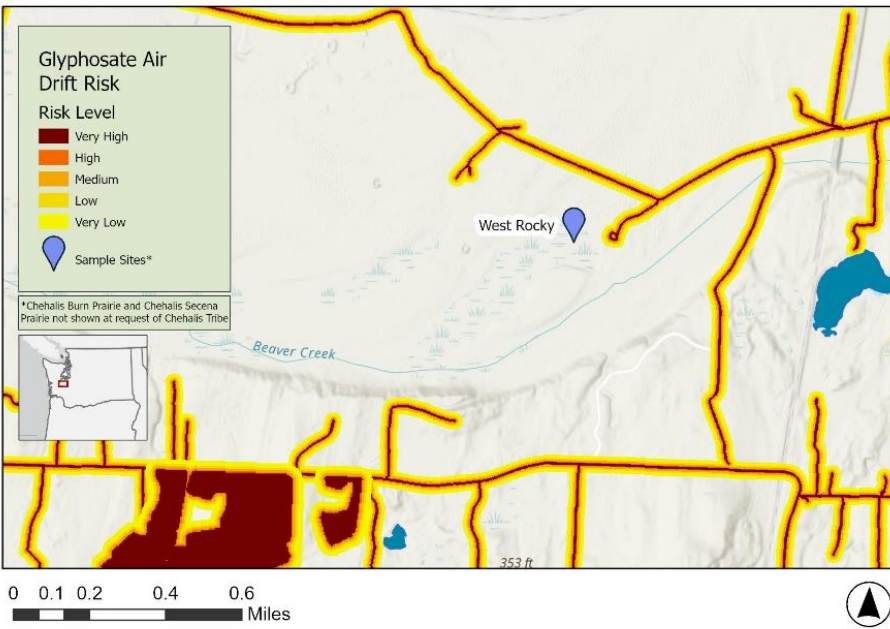 Glyphosate Air
Drift Risk
Risk Level
Very High
High
Medium
Low
Very Low
Sample Sites*
*Chehalis Burn Prairie and Chehalis Secena
Prairie not shown at request of Chehalis Tribe
West Rocky
Beaver Creek
353 ft
0 0.1 0.2 0.4 0.6
Miles